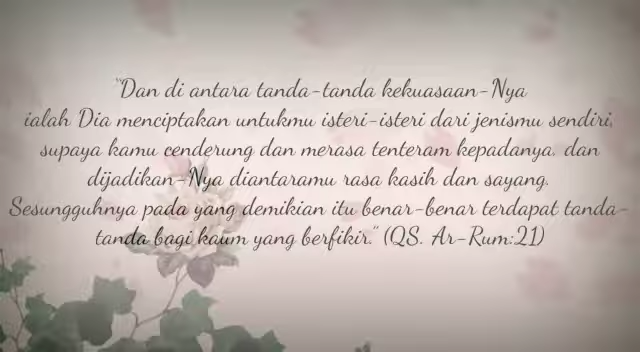 "Dan di antara tanda-tanda kekuasaan-Nya
ialah Dia menciptakan untukmu isteri-isteri dari jenismu sendiri,
supaya kamu cenderung dan merasa tenteram kepadanya, dan
dijadikan-Nya diantaramu rasa kasih dan sayang.
Sesungguhnya pada yang demikian itu benar-benar terdapat tanda-
tanda bagi kaum yang berfikir." (QS. Ar-Rum:21)